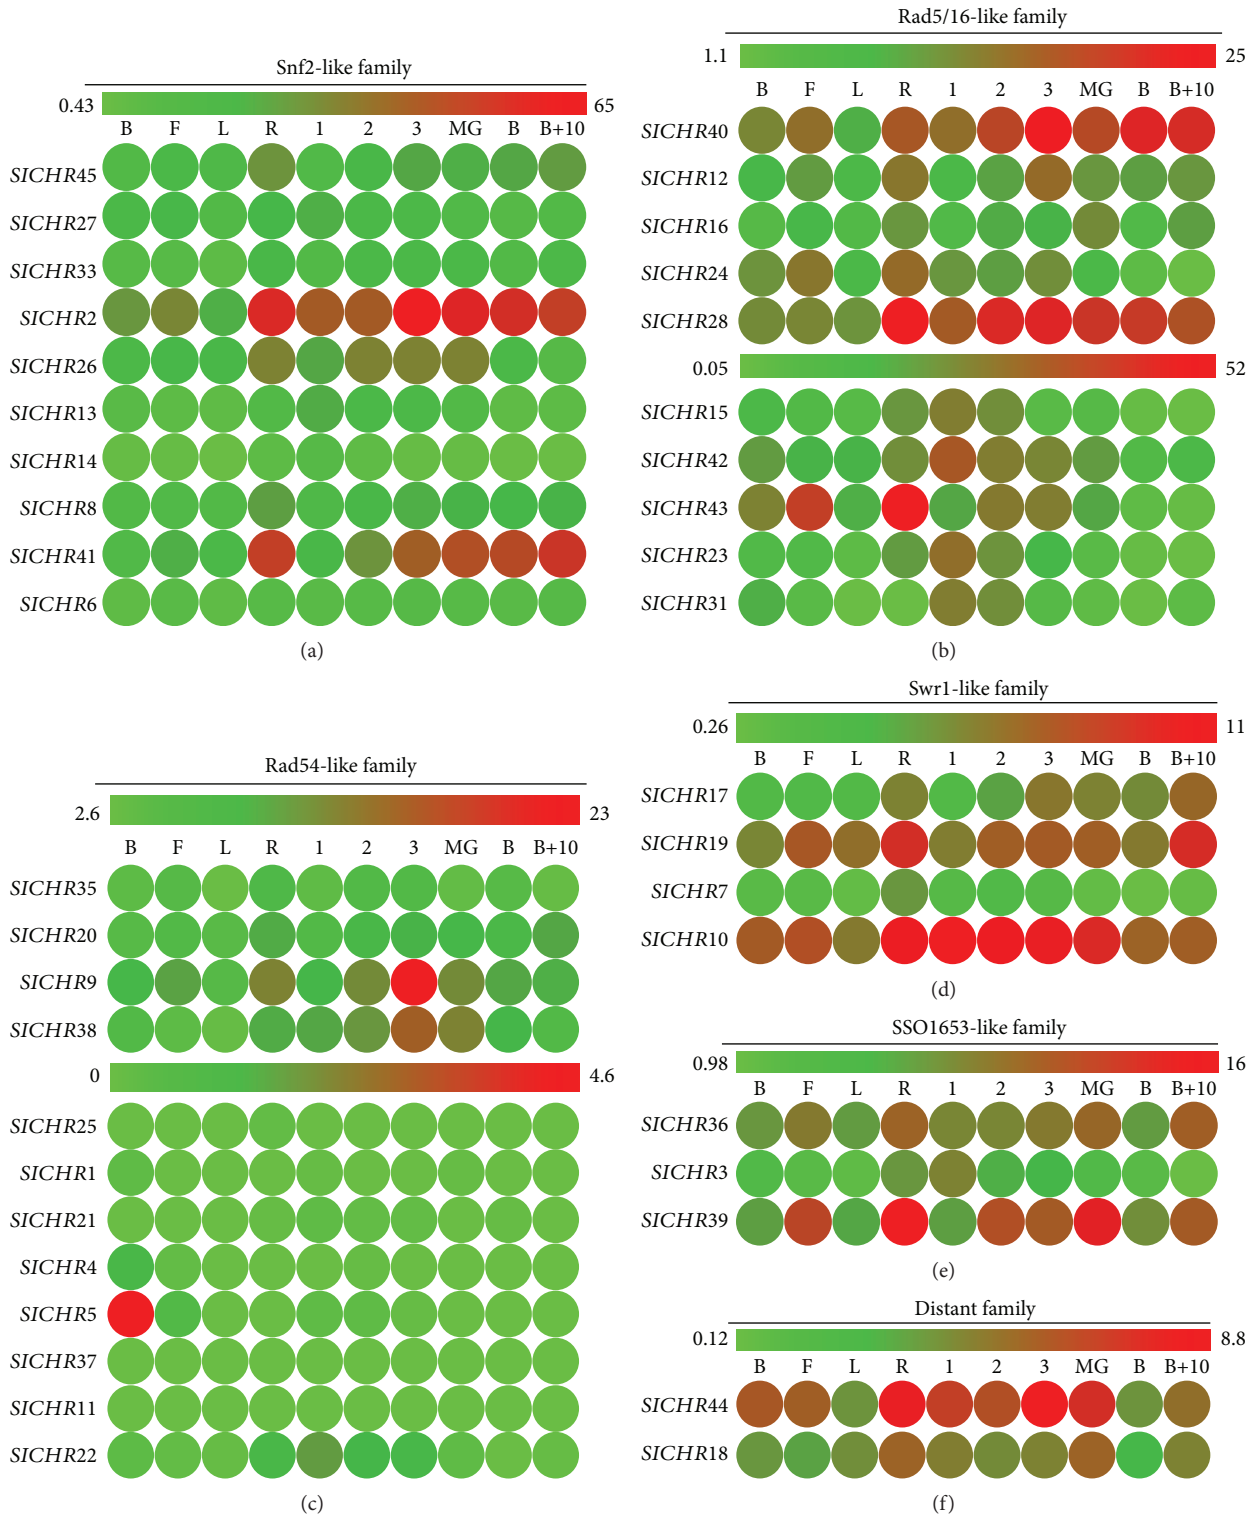 Snf2-like family
0.43 65
B F L R 1 2 3 MG B B+10
SlCHR45
SlCHR27
SlCHR33
SlCHR2
SlCHR26
SlCHR13
SlCHR14
SlCHR8
SlCHR41
SlCHR6
(a)
Rad5/16-like family
1.1 25
B F L R 1 2 3 MG B B+10
SlCHR40
SlCHR12
SlCHR16
SlCHR24
SlCHR28
0.05 52
SlCHR15
SlCHR42
SlCHR43
SlCHR23
SlCHR31
(b)
Rad54-like family
2.6 23
B F L R 1 2 3 MG B B+10
SlCHR35
SlCHR20
SlCHR9
SlCHR38
0 4.6
SlCHR25
SlCHR1
SlCHR21
SlCHR4
SlCHR5
SlCHR37
SlCHR11
SlCHR22
(c)
Swr1-like family
0.26 11
B F L R 1 2 3 MG B B+10
SlCHR17
SlCHR19
SlCHR7
SlCHR10
(d)
SSO1653-like family
0.98 16
B F L R 1 2 3 MG B B+10
SlCHR36
SlCHR3
SlCHR39
(e)
Distant family
0.12 8.8
B F L R 1 2 3 MG B B+10
SlCHR44
SlCHR18
(f)